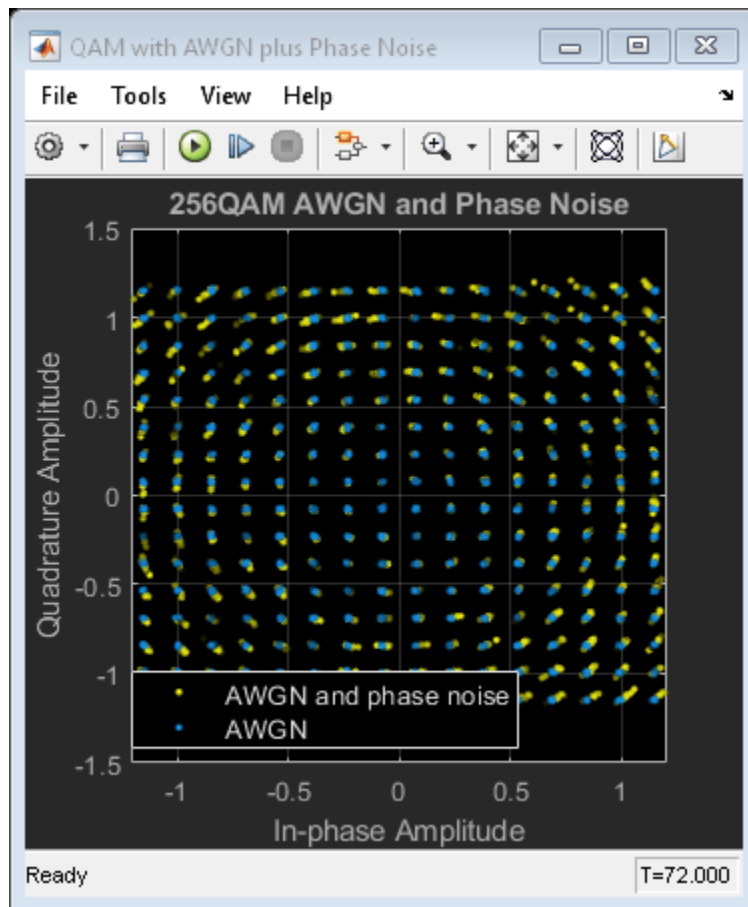 QAM with AWGN plus Phase Noise
File Tools View Help
256QAM AWGN and Phase Noise
1.5
1
0.5
0
-0.5
-1
-1.5
Quadrature Amplitude
AWGN and phase noise
AWGN
-1 -0.5 0 0.5 1
In-phase Amplitude
Ready T=72.000